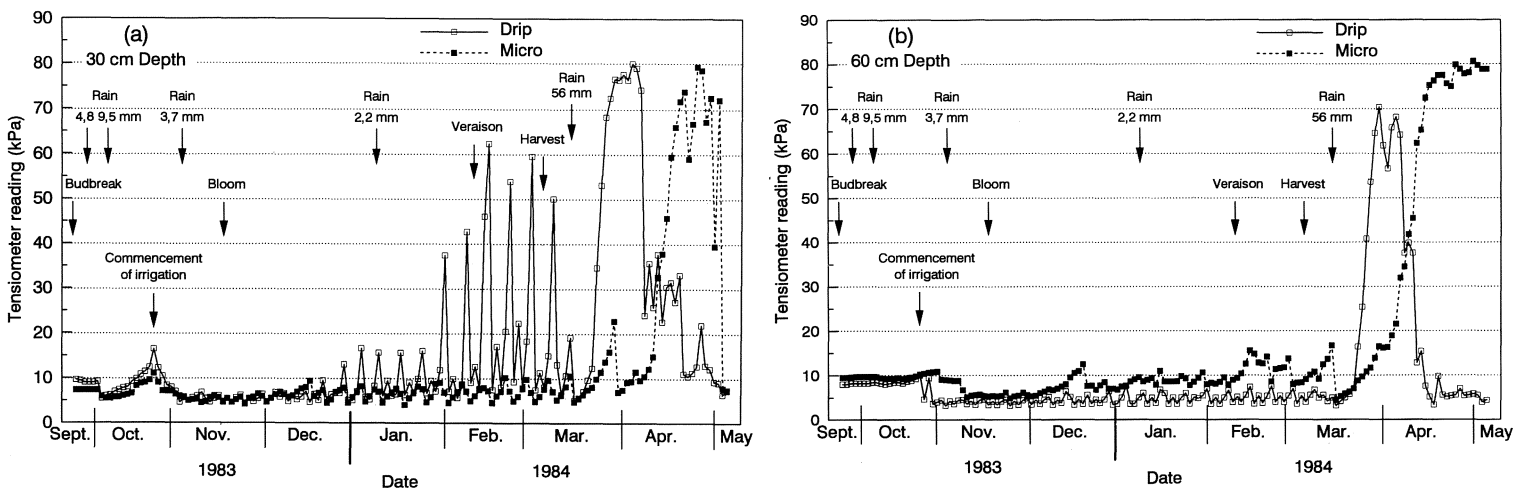 (a)
30 cm Depth
Drip
Micro
Tensiometer reading (kPa)
90
80
70
60
50
40
30
20
10
0
Rain
4,8 9,5 mm
Rain
3,7 mm
Rain
2,2 mm
Rain
56 mm
Veraison
Harvest
Budbreak
Bloom
Commencement
of irrigation
Sept. Oct. Nov. Dec. Jan. Feb. Mar. Apr. May
1983 1984
Date
(b)
60 cm Depth
Drip
Micro
Tensiometer reading (kPa)
90
80
70
60
50
40
30
20
10
0
Rain
4,8 9,5 mm
Rain
3,7 mm
Rain
2,2 mm
Rain
56 mm
Budbreak
Bloom
Veraison
Harvest
Commencement
of irrigation
Sept. Oct. Nov. Dec. Jan. Feb. Mar. Apr. May
1983 1984
Date